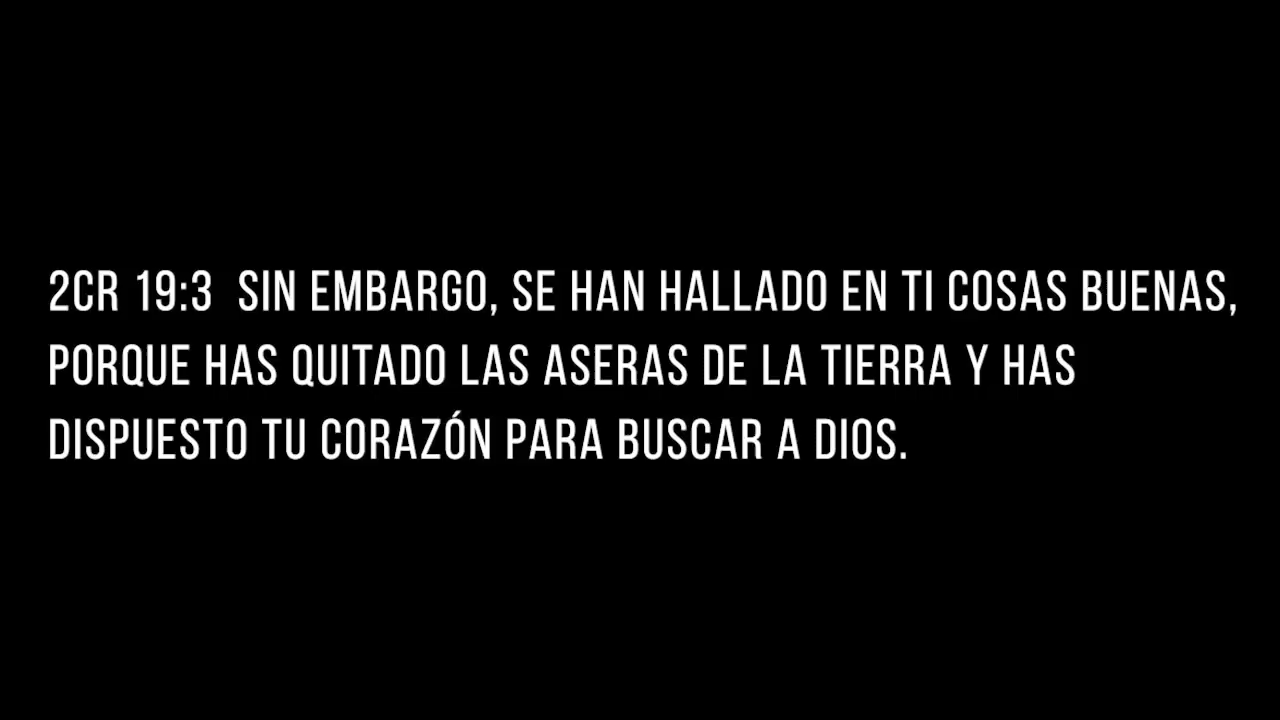 2CR 19:3 SIN EMBARGO, SE HAN HALLADO EN TI COSAS BUENAS,
PORQUE HAS QUITADO LAS ASERAS DE LA TIERRA Y HAS
DISPUESTO TU CORAZÓN PARA BUSCAR A DIOS.